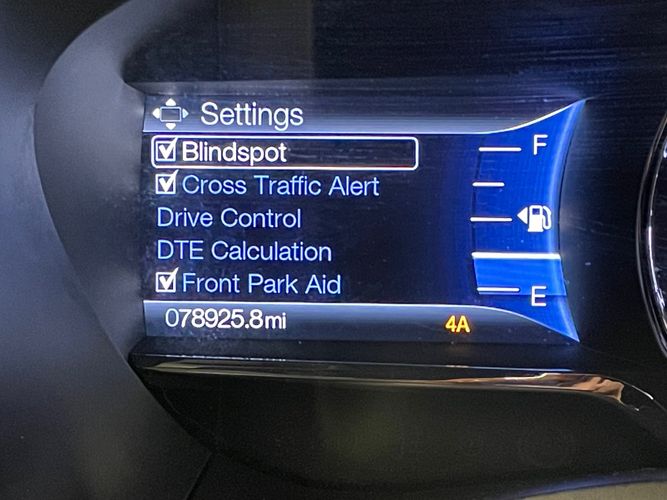 Settings
Blindspot
Cross Traffic Alert
Drive Control
DTE Calculation
Front Park Aid
078925.8mi
4A
F
E